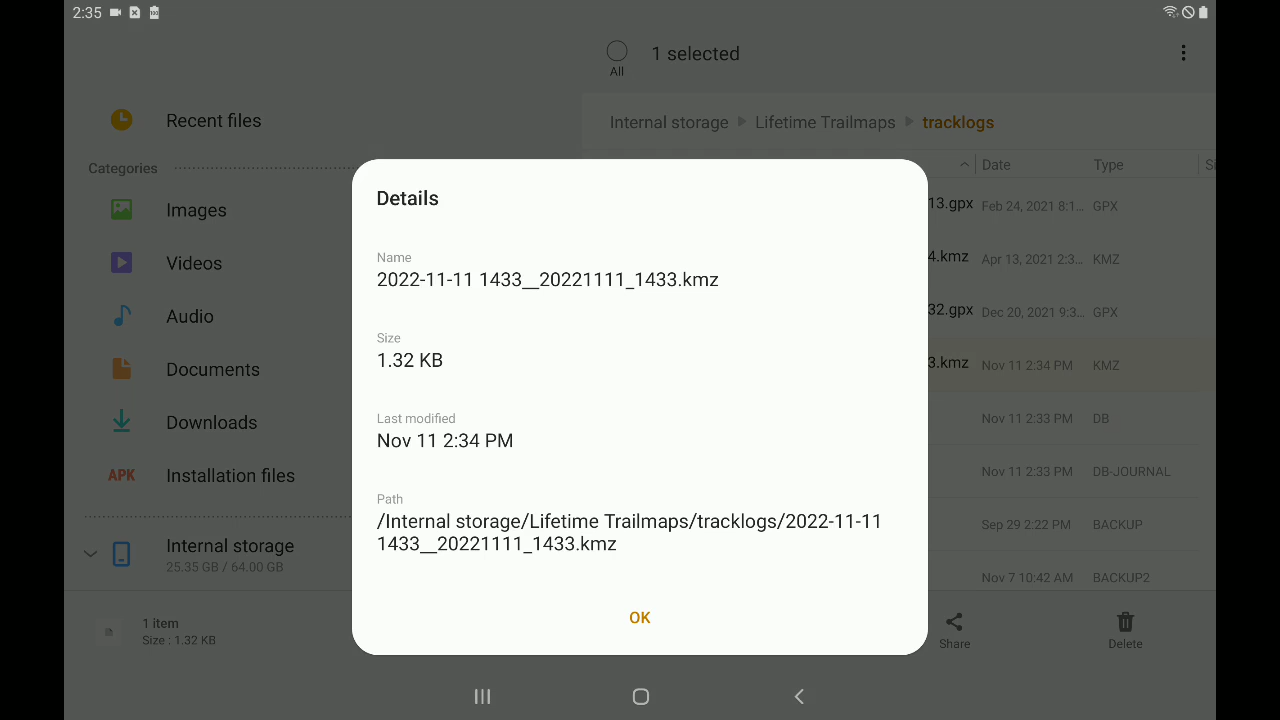 2:35
All
1 selected
Recent files
Internal storage
Lifetime Trailmaps
tracklogs
Categories
Date
Type
Si
Images
13.gpx
Feb 24, 2021 8:1...
GPX
Videos
4.kmz
Apr 13, 2021 2:3...
KMZ
Audio
32.gpx
Dec 20, 2021 9:3...
GPX
Documents
3.kmz
Nov 11 2:34 PM
KMZ
Downloads
Nov 11 2:33 PM
DB
APK
Installation files
Nov 11 2:33 PM
DB-JOURNAL
Sep 29 2:22 PM
BACKUP
Internal storage
25.35 GB / 64.00 GB
Nov 7 10:42 AM
BACKUP2
Details
Name
2022-11-11 1433__20221111_1433.kmz
Size
1.32 KB
Last modified
Nov 11 2:34 PM
Path
/Internal storage/Lifetime Trailmaps/tracklogs/2022-11-11
1433__20221111_1433.kmz
OK
1 item
Size : 1.32 KB
Share
Delete